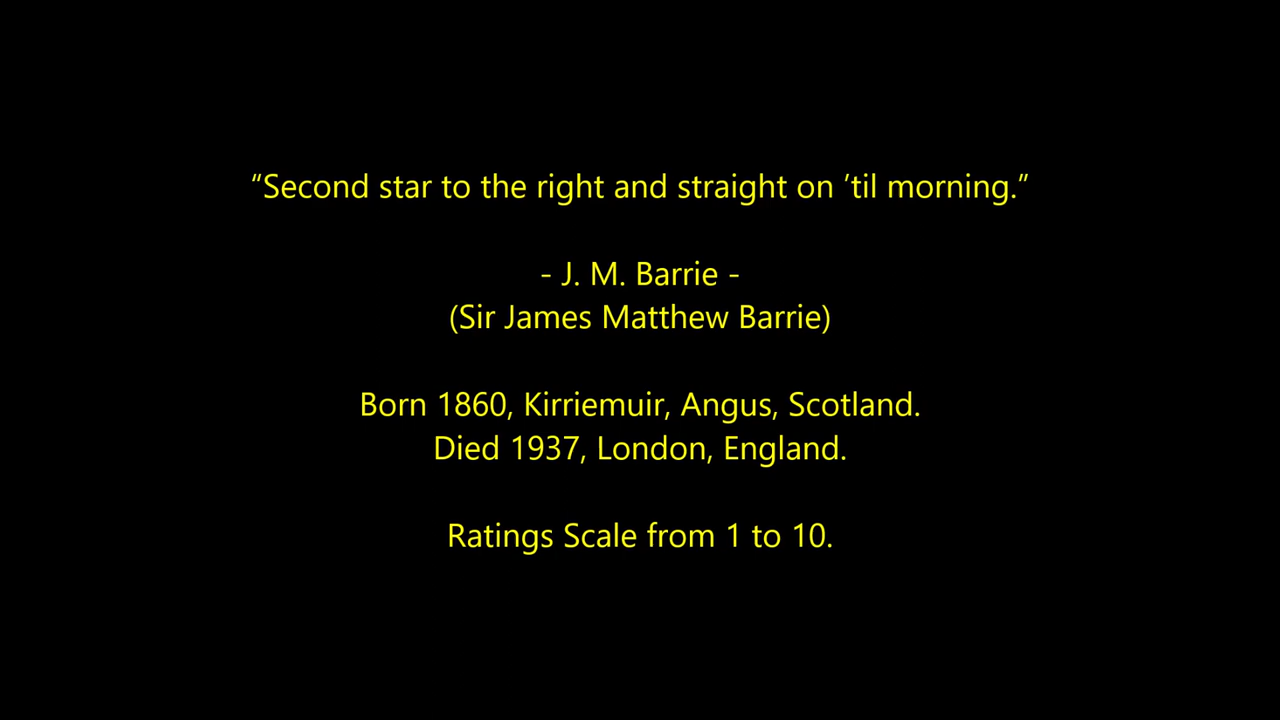 “Second star to the right and straight on ’til morning.”
- J. M. Barrie -
(Sir James Matthew Barrie)
Born 1860, Kirriemuir, Angus, Scotland.
Died 1937, London, England.
Ratings Scale from 1 to 10.